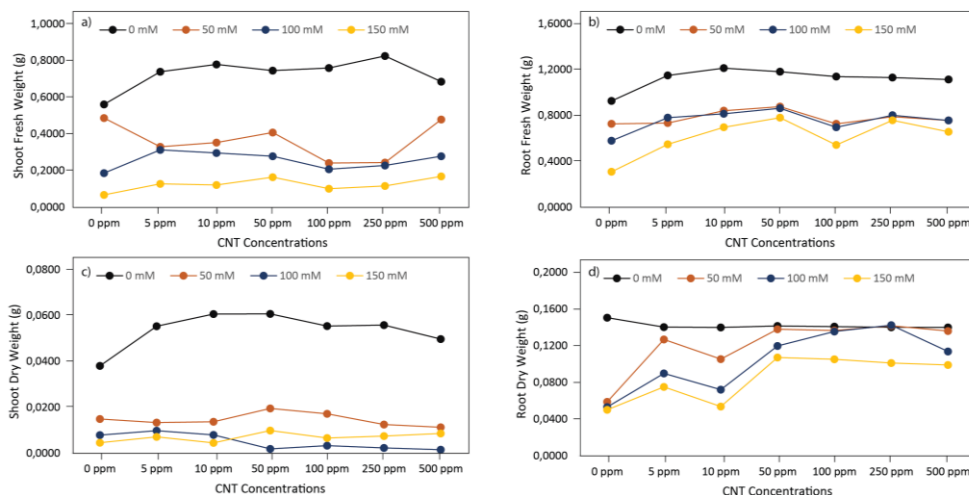 a)
0 mM 50 mM 100 mM 150 mM
Shoot Fresh Weight (g)
1,0000
0,8000
0,6000
0,4000
0,2000
0,0000
0 ppm 5 ppm 10 ppm 50 ppm 100 ppm 250 ppm 500 ppm
CNT Concentrations
b)
0 mM 50 mM 100 mM 150 mM
Root Fresh Weight (g)
1,6000
1,2000
0,8000
0,4000
0,0000
0 ppm 5 ppm 10 ppm 50 ppm 100 ppm 250 ppm 500 ppm
CNT Concentrations
c)
0 mM 50 mM 100 mM 150 mM
Shoot Dry Weight (g)
0,0800
0,0600
0,0400
0,0200
0,0000
0 ppm 5 ppm 10 ppm 50 ppm 100 ppm 250 ppm 500 ppm
CNT Concentrations
d)
0 mM 50 mM 100 mM 150 mM
Root Dry Weight (g)
0,2000
0,1600
0,1200
0,0800
0,0400
0,0000
0 ppm 5 ppm 10 ppm 50 ppm 100 ppm 250 ppm 500 ppm
CNT Concentrations